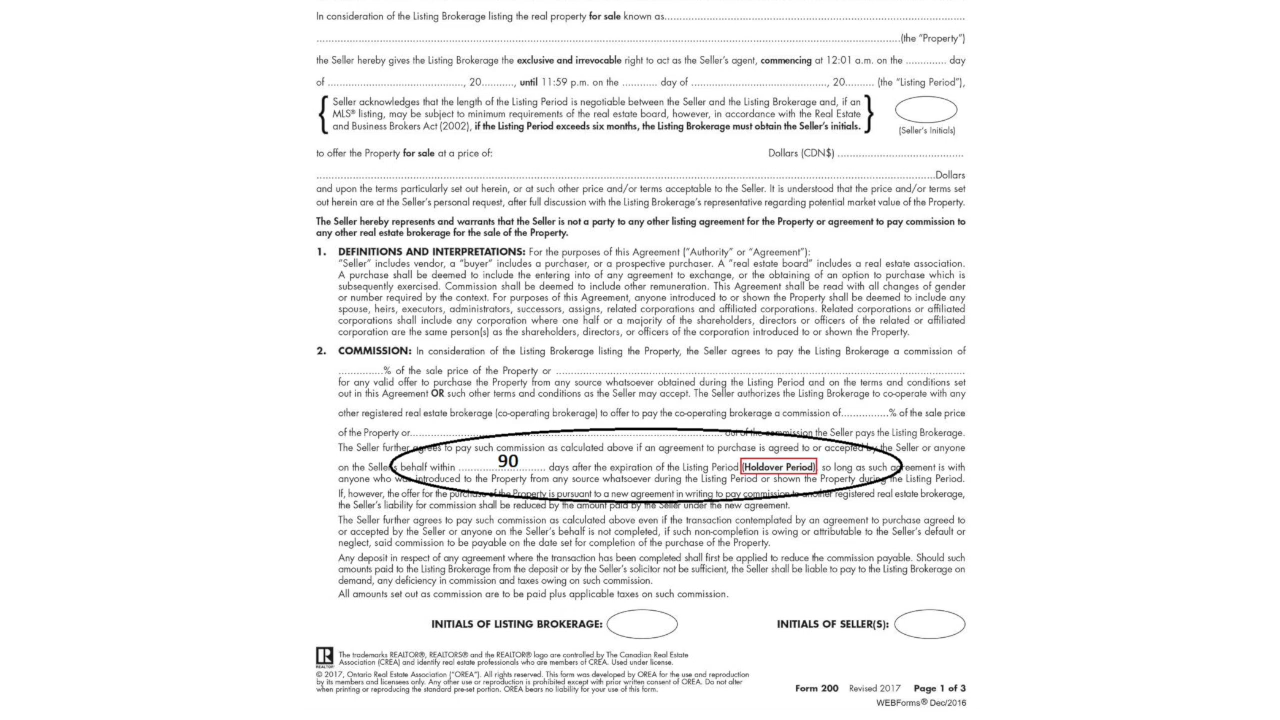 In consideration of the Listing Brokerage listing the real property for sale known as..............................................................................................................
..........................................................................................................................................................................(the "Property")
the Seller hereby gives the Listing Brokerage the exclusive and irrevocable right to act as the Seller's agent, commencing at 12:01 a.m. on the .............. day
of ........................................., 20.........., until 11:59 p.m. on the ............ day of ........................................., 20......... (the "Listing Period"),
Seller acknowledges that the length of the Listing Period is negotiable between the Seller and the Listing Brokerage and, if an
MLS® listing, may be subject to minimum requirements of the real estate board, however, in accordance with the Real Estate
and Business Brokers Act (2002), if the Listing Period exceeds six months, the Listing Brokerage must obtain the Seller's initials.
(Seller's Initials)
to offer the Property for sale at a price of: Dollars (CDN$) ......................................
..........................................................................................................................................................................Dollars
and upon the terms particularly set out herein, or at such other price and/or terms acceptable to the Seller. It is understood that the price and/or terms set
out herein are at the Seller's personal request, after full discussion with the Listing Brokerage's representative regarding potential market value of the Property.
The Seller hereby represents and warrants that the Seller is not a party to any other listing agreement for the Property or agreement to pay commission to
any other real estate brokerage for the sale of the Property.
1. DEFINITIONS AND INTERPRETATIONS: For the purposes of this Agreement ("Authority" or "Agreement"):
"Seller" includes vendor, a "buyer" includes a purchaser, or a prospective purchaser. A "real estate board" includes a real estate association.
A purchase shall be deemed to include the entering into of any agreement to exchange, or the obtaining of an option to purchase which is
subsequently exercised. Commission shall be deemed to include other remuneration. This Agreement shall be read with all changes of gender
or number required by the context. For purposes of this Agreement, anyone introduced to or shown the Property shall be deemed to include any
spouse, heirs, executors, administrators, successors, assigns, related corporations and affiliated corporations. Related corporations or affiliated
corporations shall include any corporation where one half or a majority of the shareholders, directors or officers of the related or affiliated
corporation are the same person(s) as the shareholders, directors, or officers of the corporation introduced to or shown the Property.
2. COMMISSION: In consideration of the Listing Brokerage listing the Property, the Seller agrees to pay the Listing Brokerage a commission of
..............% of the sale price of the Property or ..............................................................................................................
for any valid offer to purchase the Property from any source whatsoever obtained during the Listing Period and on the terms and conditions set
out in this Agreement OR such other terms and conditions as the Seller may accept. The Seller authorizes the Listing Brokerage to co-operate with any
other registered real estate brokerage (co-operating brokerage) to offer to pay the co-operating brokerage a commission of...............% of the sale price
of the Property or.......................................................................................... out of the commission the Seller pays the Listing Brokerage.
The Seller further agrees to pay such commission as calculated above if an agreement to purchase is agreed to or accepted by the Seller or anyone
on the Seller's behalf within ............90............ days after the expiration of the Listing Period (Holdover Period), so long as such agreement is with
anyone who was introduced to the Property from any source whatsoever during the Listing Period or shown the Property during the Listing Period.
If, however, the offer for the purchase of the Property is pursuant to a new agreement in writing to pay commission to another registered real estate brokerage,
the Seller's liability for commission shall be reduced by the amount paid by the Seller under the new agreement.
The Seller further agrees to pay such commission as calculated above even if the transaction contemplated by an agreement to purchase agreed to
or accepted by the Seller or anyone on the Seller's behalf is not completed, if such non-completion is owing or attributable to the Seller's default or
neglect, said commission to be payable on the date set for completion of the purchase of the Property.
Any deposit in respect of any agreement where the transaction has been completed shall first be applied to reduce the commission payable. Should such
amounts paid to the Listing Brokerage from the deposit or by the Seller's solicitor not be sufficient, the Seller shall be liable to pay to the Listing Brokerage on
demand, any deficiency in commission and taxes owing on such commission.
All amounts set out as commission are to be paid plus applicable taxes on such commission.
INITIALS OF LISTING BROKERAGE: INITIALS OF SELLER(S):
R
REALTOR®
The trademarks REALTOR®, REALTORS® and the REALTOR® logo are controlled by The Canadian Real Estate
Association (CREA) and identify real estate professionals who are members of CREA. Used under license.
© 2017, Ontario Real Estate Association ("OREA"). All rights reserved. This form was developed by OREA for the use and reproduction
by its members and licensees only. Any other use or reproduction is prohibited except with prior written consent of OREA. Do not alter
when printing or reproducing the standard pre-set portion. OREA bears no liability for your use of this form.
Form 200 Revised 2017 Page 1 of 3
WEBForms® Dec/2016